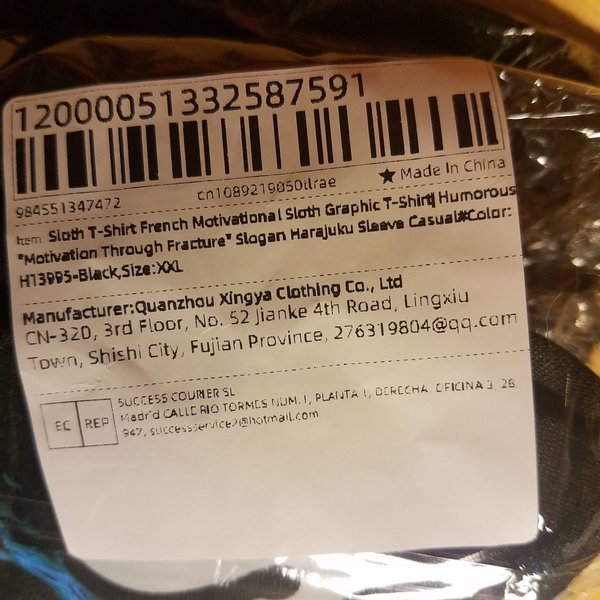 12000051332587591
984551347472 cn1089219050drae ★ Made In China
Item: Sloth T-Shirt French Motivational Sloth Graphic T-Shirt| Humorous
"Motivation Through Fracture" Slogan Harajuku Sleeve Casual#Color:
H13995-Black,Size:XXL
Manufacturer:Quanzhou Xingya Clothing Co., Ltd
CN-32D, 3rd Floor, No. 52 Jianke 4th Road, Lingxiu
Town, Shishi City, Fujian Province, 276319804@qq.com
EC REP
SUCCESS COURIER SL
Madrid CALLE RIO TORMES NUM. 1, PLANTA 1, DERECHA, OFICINA 3, 28
947, successservice2@hotmail.com